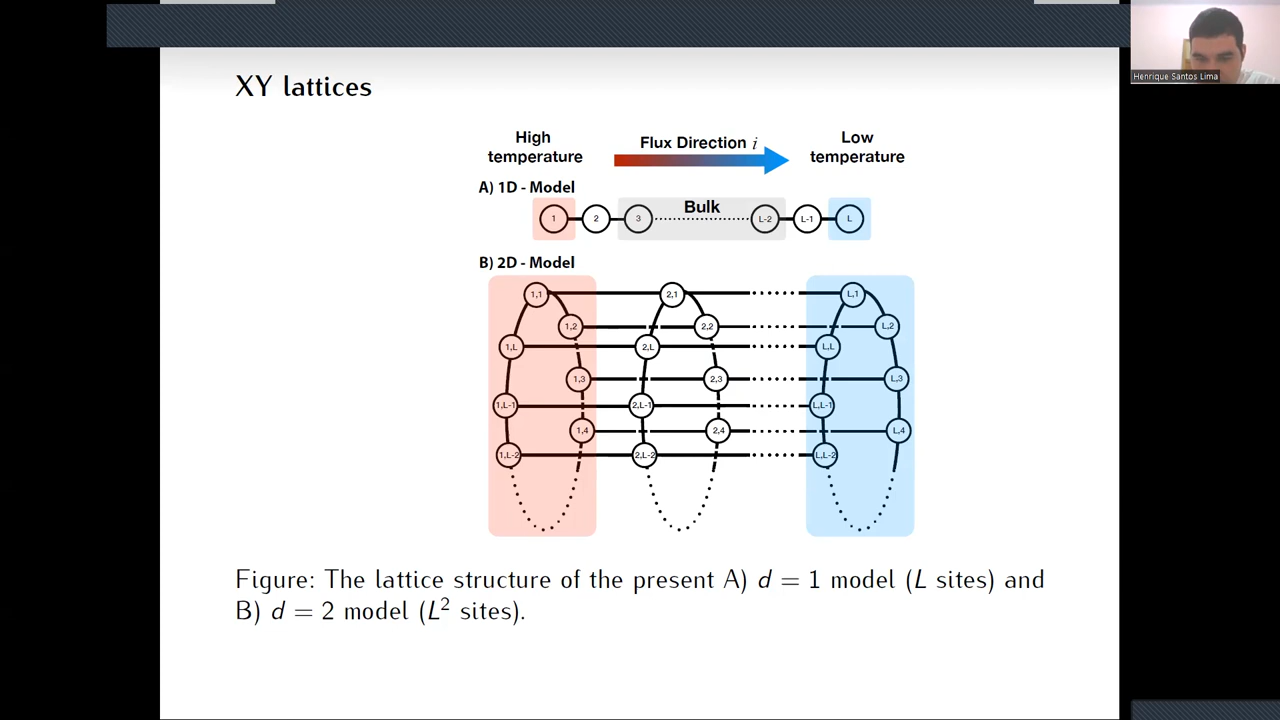 Henrique Santos Lima
XY lattices
High temperature
Flux Direction i
Low temperature
A) 1D - Model
Bulk
1 2 3 L-2 L-1 L
B) 2D - Model
1,1 2,1 L,1
1,2 2,2 L,2
1,L 2,L L,L
1,3 2,3 L,3
1,L-1 2,L-1 L,L-1
1,4 2,4 L,4
1,L-2 2,L-2 L,L-2
Figure: The lattice structure of the present A) d = 1 model (L sites) and
B) d = 2 model (L² sites).